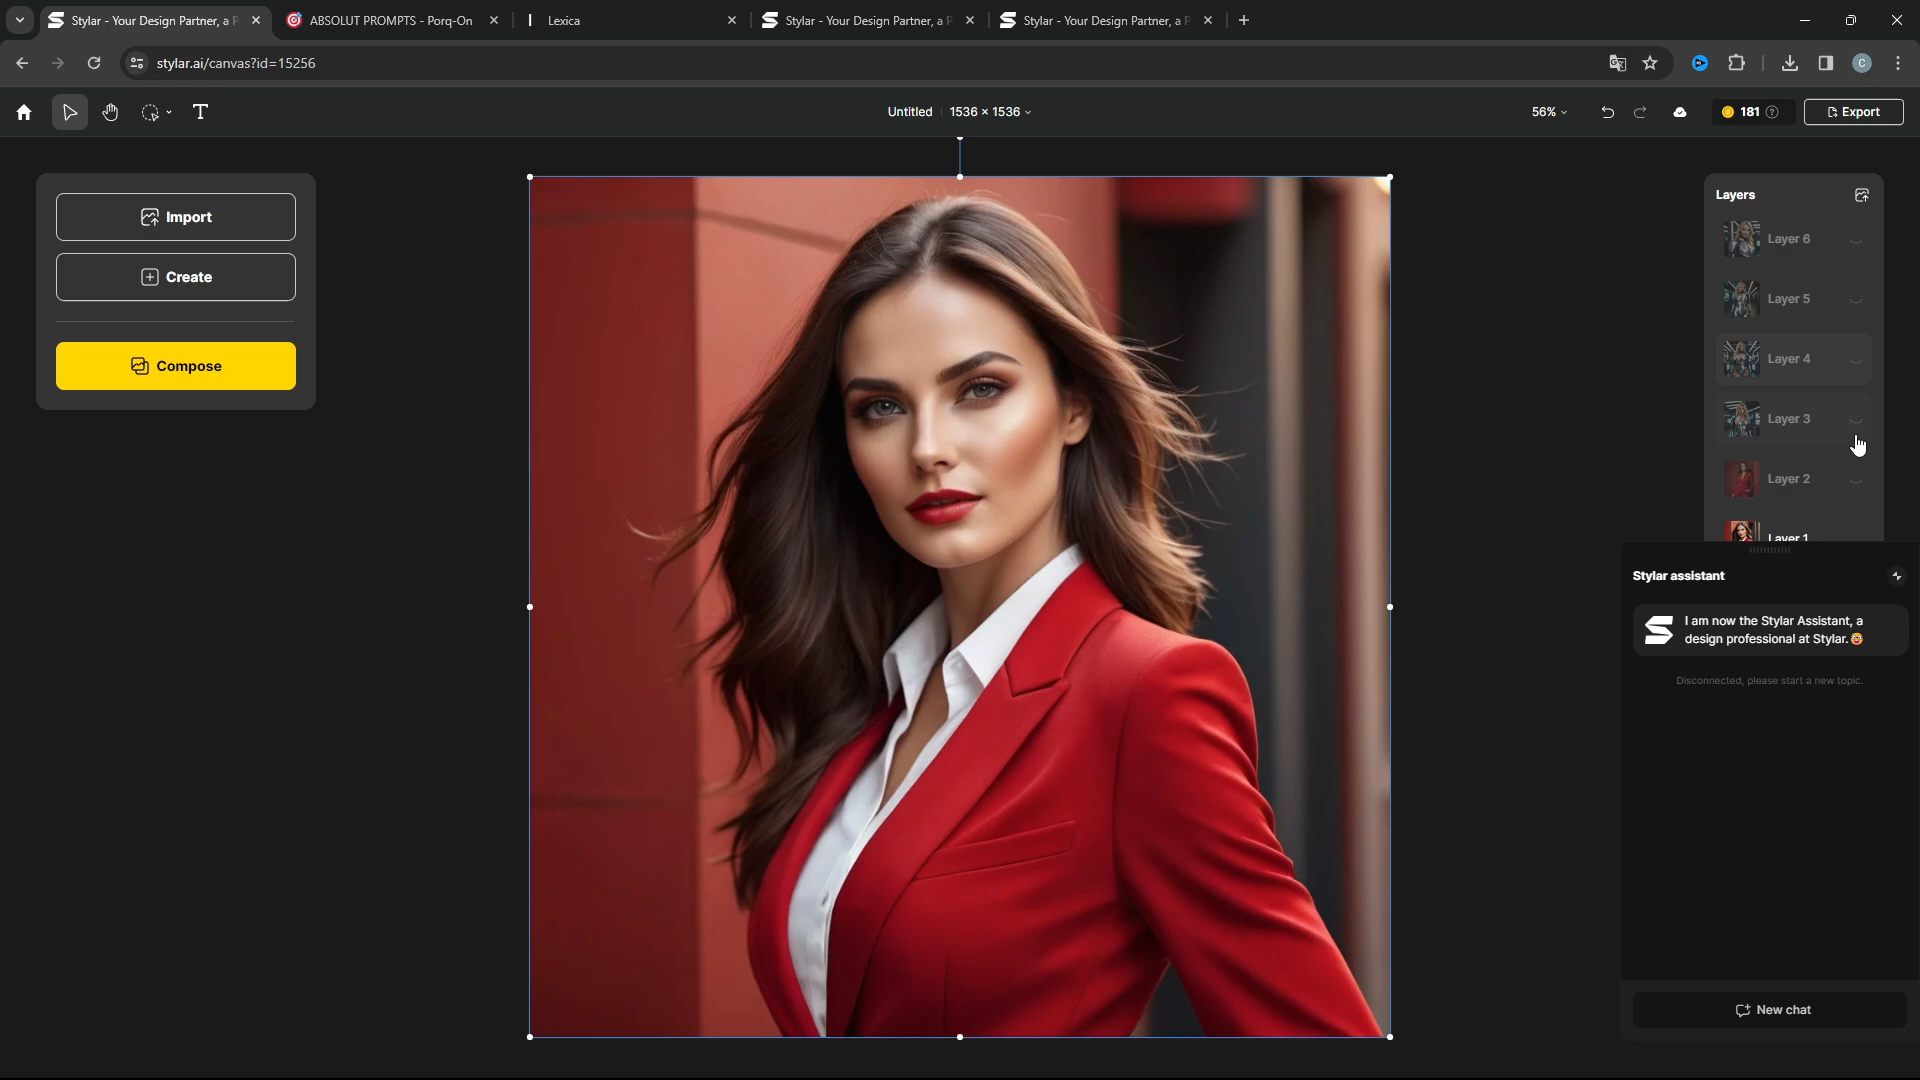 Stylar - Your Design Partner, a P
ABSOLUT PROMPTS - Porq-On
Lexica
Stylar - Your Design Partner, a P
Stylar - Your Design Partner, a P
stylar.ai/canvas?id=15256
C
T
Untitled
1536 × 1536
56%
181
Export
Import
Create
Compose
Layers
Layer 6
Layer 5
Layer 4
Layer 3
Layer 2
Layer 1
Stylar assistant
I am now the Stylar Assistant, a
design professional at Stylar.🤪
Disconnected, please start a new topic.
New chat